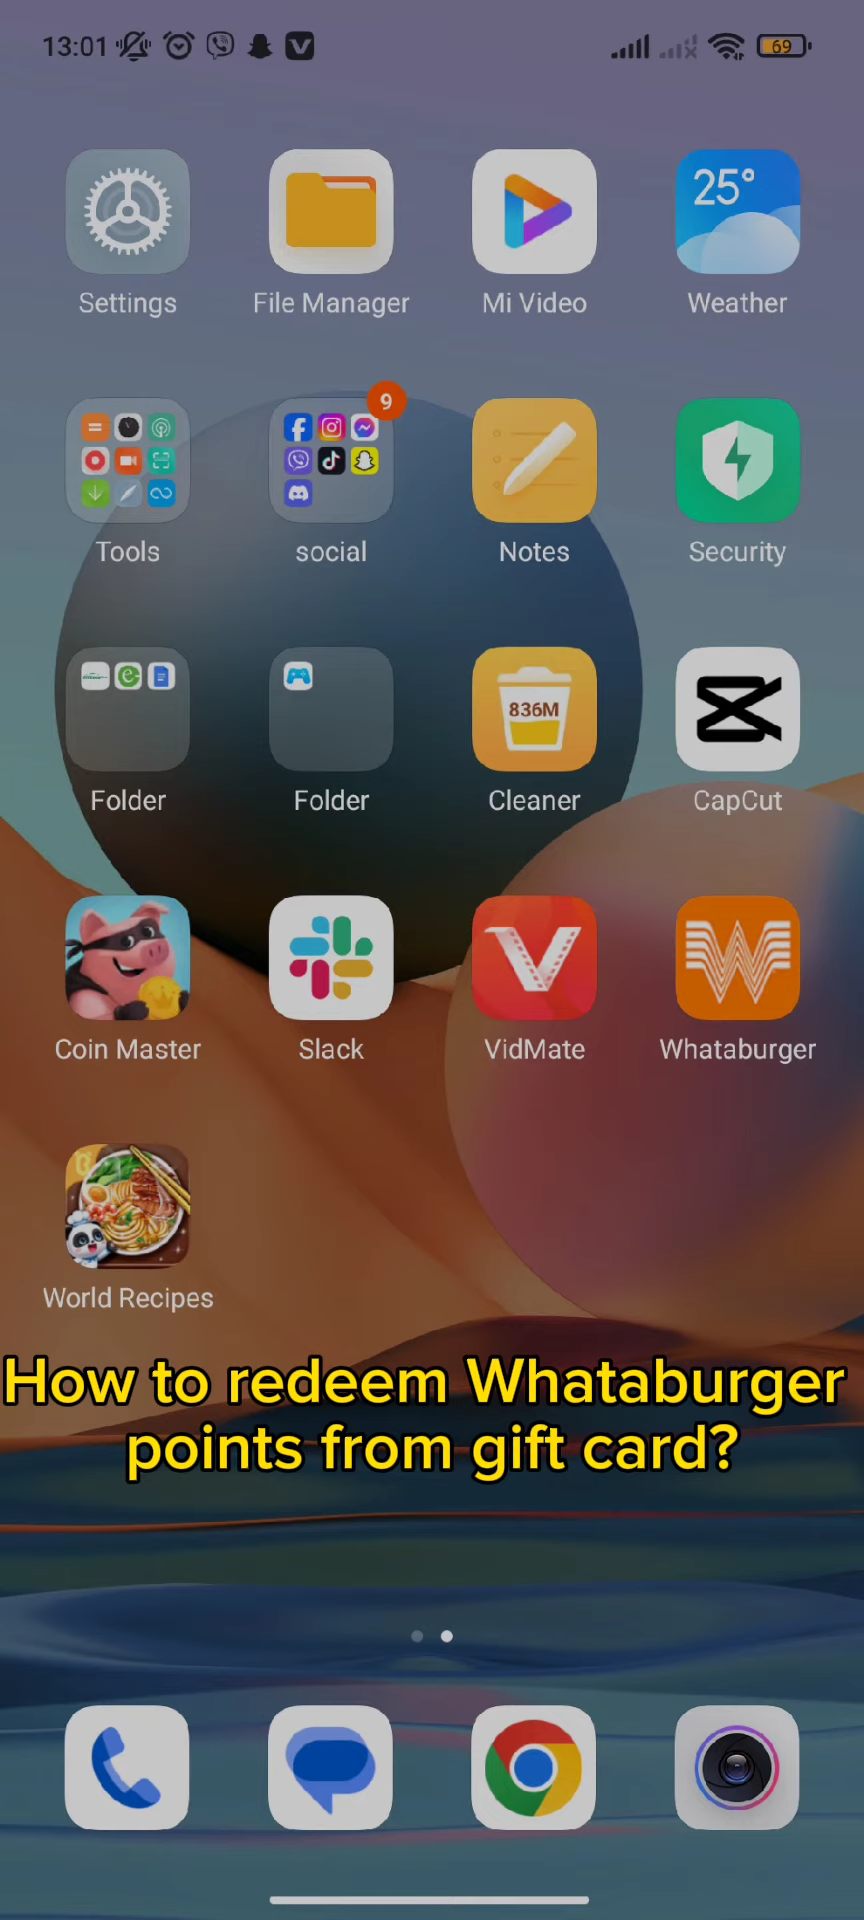 13:01
69
25°
Settings
File Manager
Mi Video
Weather
9
Tools
social
Notes
Security
836M
Folder
Folder
Cleaner
CapCut
Coin Master
Slack
VidMate
Whataburger
World Recipes
How to redeem Whataburger
points from gift card?